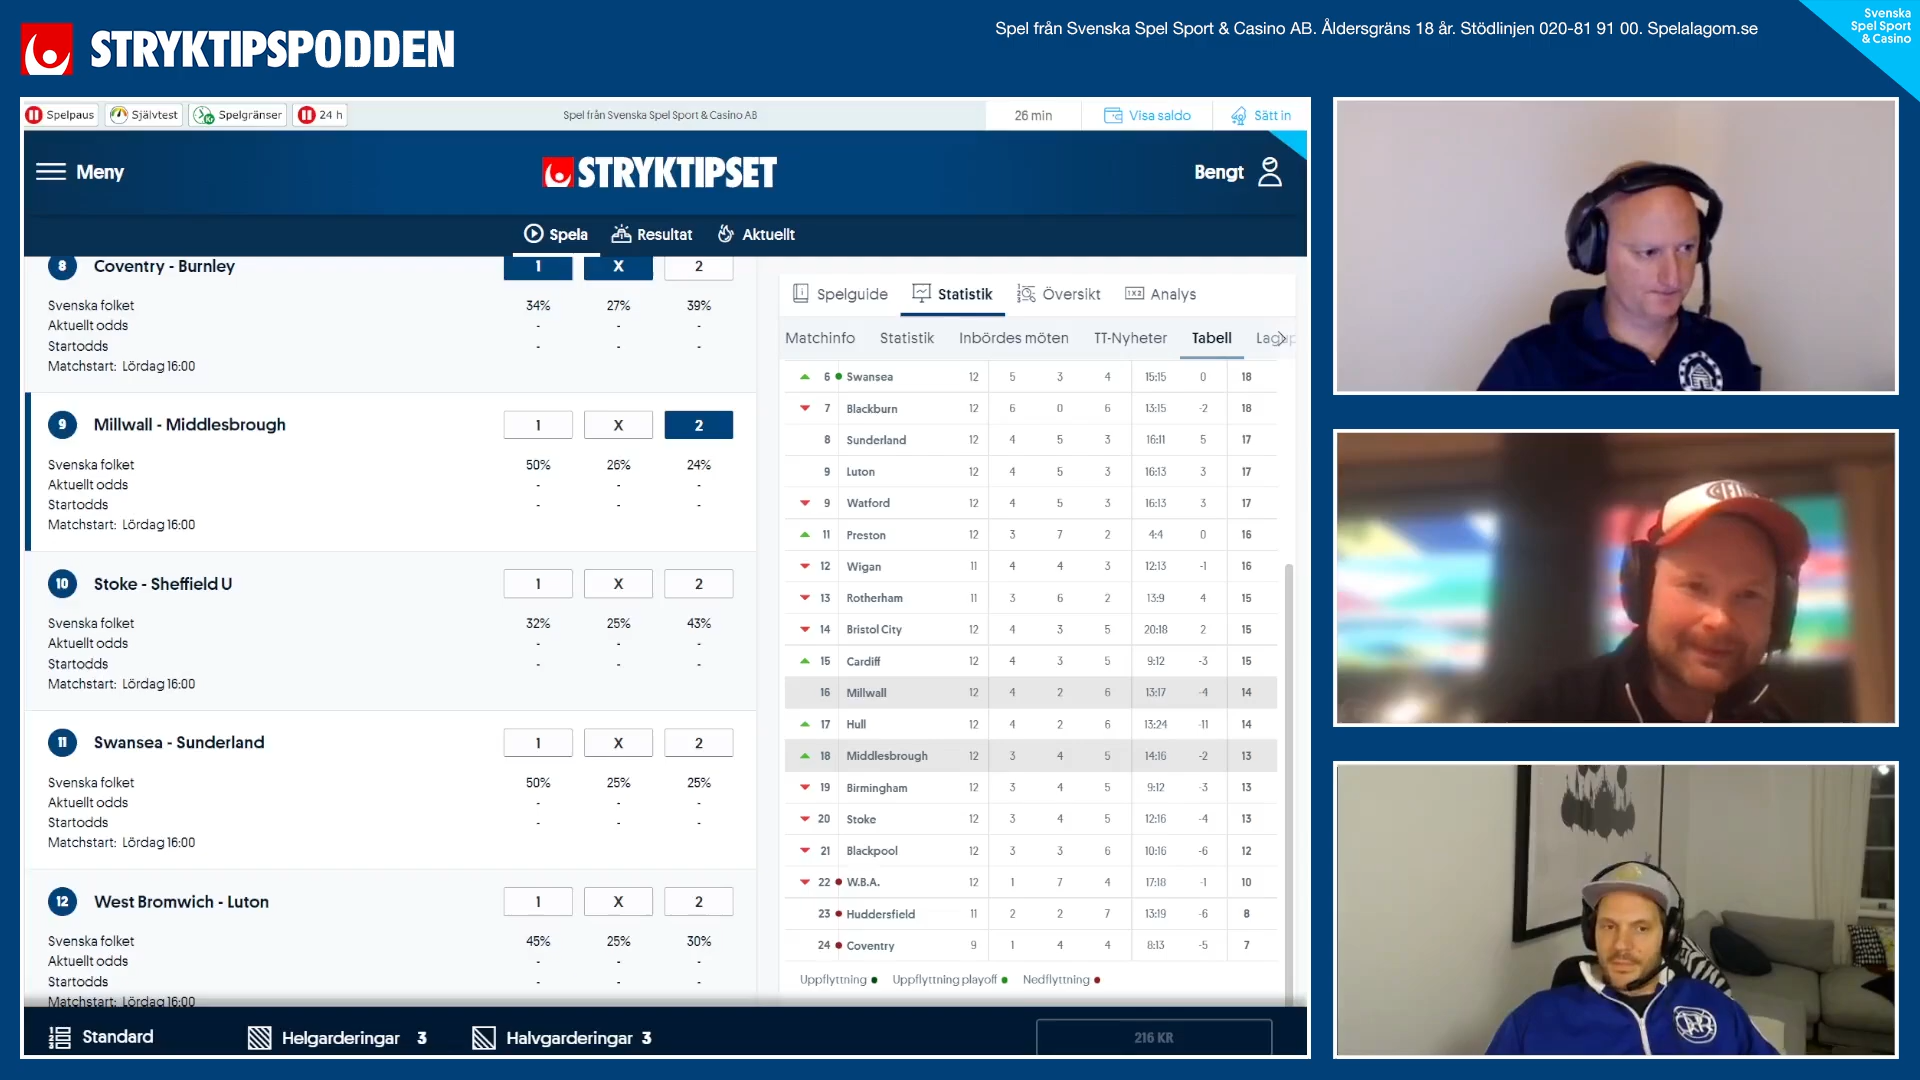 STRYKTIPSPODDEN
Spel från Svenska Spel Sport & Casino AB. Åldersgräns 18 år. Stödlinjen 020-81 91 00. Spelalagom.se
Svenska
Spel Sport
& Casino
Spelpaus Självtest Spelgränser 24 h
Spel från Svenska Spel Sport & Casino AB
26 min Visa saldo Sätt in
Meny
STRYKTIPSET
Bengt
Spela Resultat Aktuellt
8 Coventry - Burnley 1 X 2
Svenska folket 34% 27% 39%
Aktuellt odds - - -
Startodds - - -
Matchstart: Lördag 16:00
9 Millwall - Middlesbrough 1 X 2
Svenska folket 50% 26% 24%
Aktuellt odds - - -
Startodds - - -
Matchstart: Lördag 16:00
10 Stoke - Sheffield U 1 X 2
Svenska folket 32% 25% 43%
Aktuellt odds - - -
Startodds - - -
Matchstart: Lördag 16:00
11 Swansea - Sunderland 1 X 2
Svenska folket 50% 25% 25%
Aktuellt odds - - -
Startodds - - -
Matchstart: Lördag 16:00
12 West Bromwich - Luton 1 X 2
Svenska folket 45% 25% 30%
Aktuellt odds - - -
Startodds - - -
Matchstart: Lördag 16:00
Spelguide Statistik Översikt Analys
Matchinfo Statistik Inbördes möten TT-Nyheter Tabell
6 Swansea 12 5 3 4 15:15 0 18
7 Blackburn 12 6 0 6 13:15 -2 18
8 Sunderland 12 4 5 3 16:11 5 17
9 Luton 12 4 5 3 16:13 3 17
9 Watford 12 4 5 3 16:13 3 17
11 Preston 12 3 7 2 4:4 0 16
12 Wigan 11 4 4 3 12:13 -1 16
13 Rotherham 11 3 6 2 13:9 4 15
14 Bristol City 12 4 3 5 20:18 2 15
15 Cardiff 12 4 3 5 9:12 -3 15
16 Millwall 12 4 2 6 13:17 -4 14
17 Hull 12 4 2 6 13:24 -11 14
18 Middlesbrough 12 3 4 5 14:16 -2 13
19 Birmingham 12 3 4 5 9:12 -3 13
20 Stoke 12 3 4 5 12:16 -4 13
21 Blackpool 12 3 3 6 10:16 -6 12
22 W.B.A. 12 1 7 4 17:18 -1 10
23 Huddersfield 11 2 2 7 13:19 -6 8
24 Coventry 9 1 4 4 8:13 -5 7
Uppflyttning Uppflyttning playoff Nedflyttning
Standard Helgarderingar 3 Halvgarderingar 3 216 KR